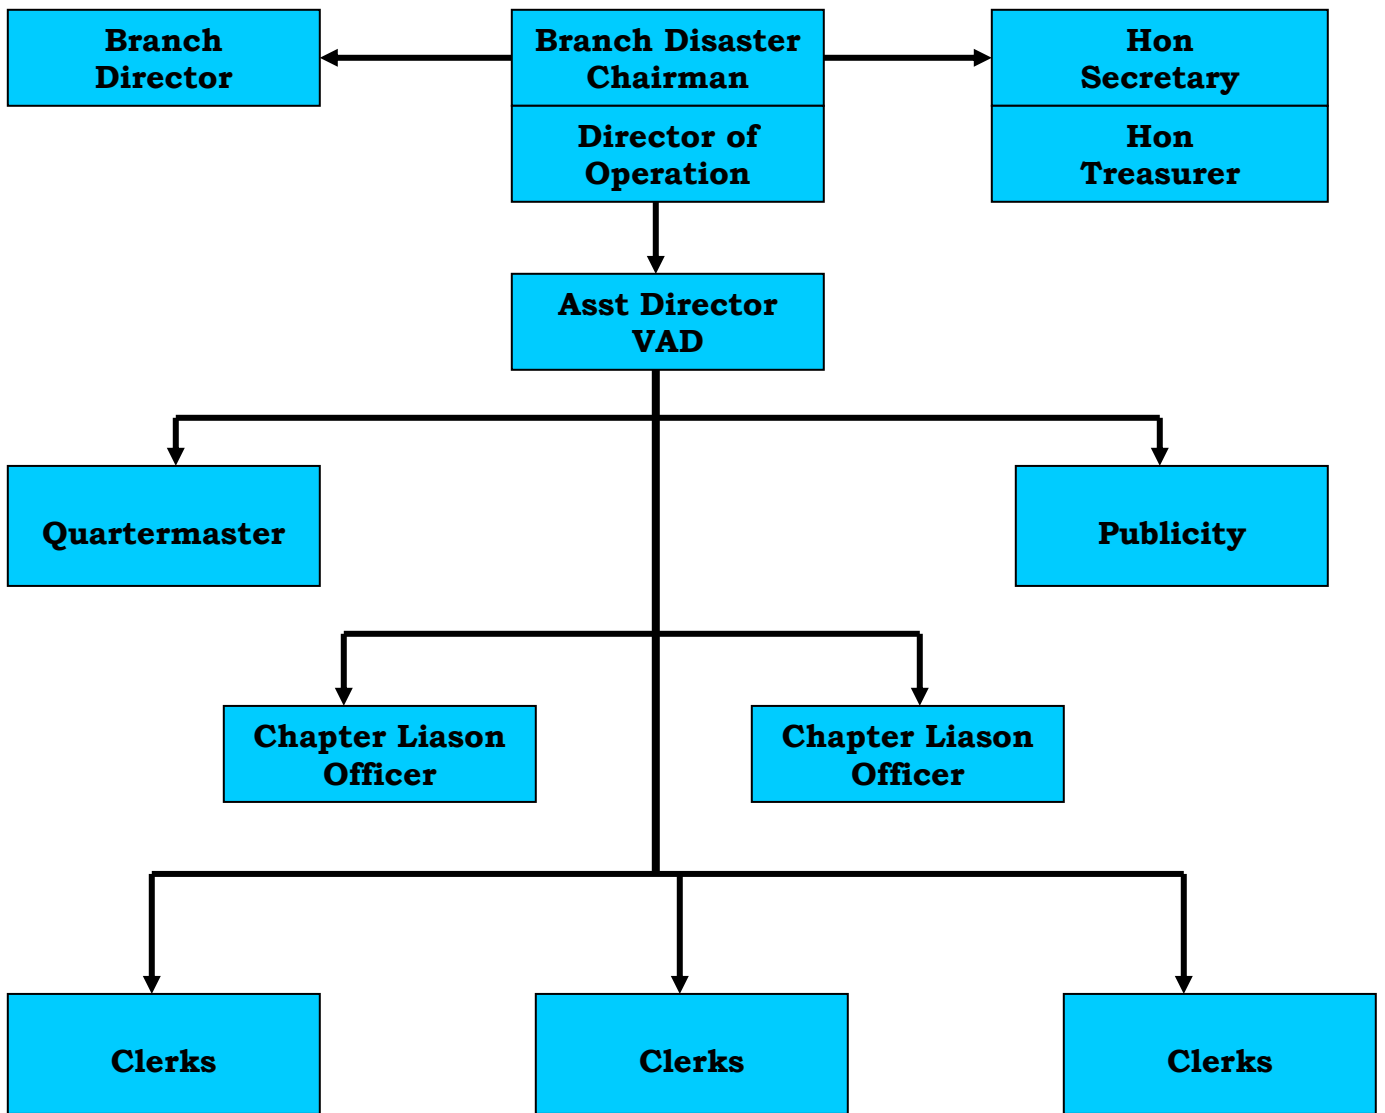 Branch
Director
Branch Disaster
Chairman
Hon
Secretary
Director of
Operation
Hon
Treasurer
Asst Director
VAD
Quartermaster
Publicity
Chapter Liason
Officer
Chapter Liason
Officer
Clerks
Clerks
Clerks